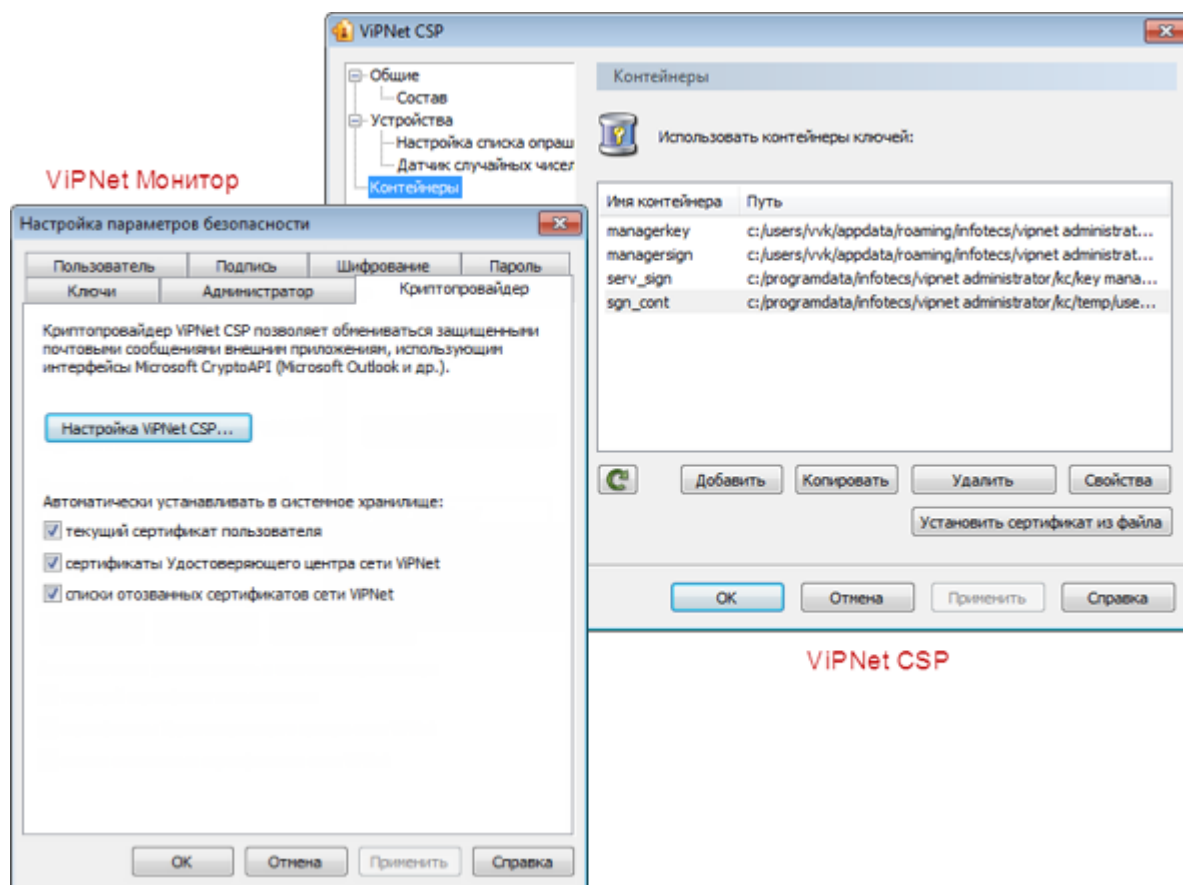 ViPNet CSP
Общие
Состав
Устройства
Настройка списка опраш
Датчик случайных чисел
Контейнеры
Контейнеры
Использовать контейнеры ключей:
Имя контейнера Путь
managerkey c:/users/vvk/appdata/roaming/infotecs/vipnet administrat...
managersign c:/users/vvk/appdata/roaming/infotecs/vipnet administrat...
serv_sign c:/programdata/infotecs/vipnet administrator/kc/key mana...
sgn_cont c:/programdata/infotecs/vipnet administrator/kc/temp/use...
Добавить Копировать Удалить Свойства
Установить сертификат из файла
ОК Отмена Применить Справка
ViPNet CSP
ViPNet Монитор
Настройка параметров безопасности
Пользователь Подпись Шифрование Пароль
Ключи Администратор Криптопровайдер
Криптопровайдер ViPNet CSP позволяет обмениваться защищенными
почтовыми сообщениями внешним приложениям, использующим
интерфейсы Microsoft CryptoAPI (Microsoft Outlook и др.).
Настройка ViPNet CSP...
Автоматически устанавливать в системное хранилище:
текущий сертификат пользователя
сертификаты Удостоверяющего центра сети ViPNet
списки отозванных сертификатов сети ViPNet
ОК Отмена Применить Справка